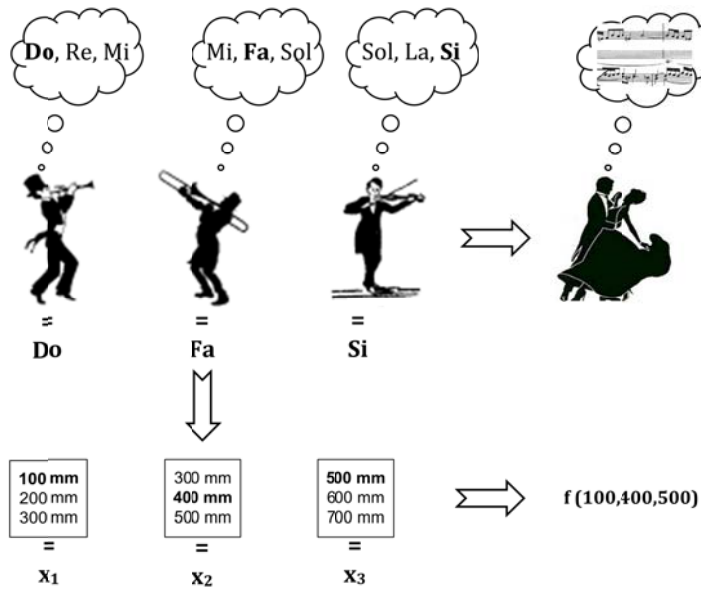 Do, Re, Mi
Mi, Fa, Sol
Sol, La, Si
= = =
Do Fa Si
100 mm
200 mm
300 mm
300 mm
400 mm
500 mm
500 mm
600 mm
700 mm
f (100,400,500)
= = =
x₁ x₂ x₃